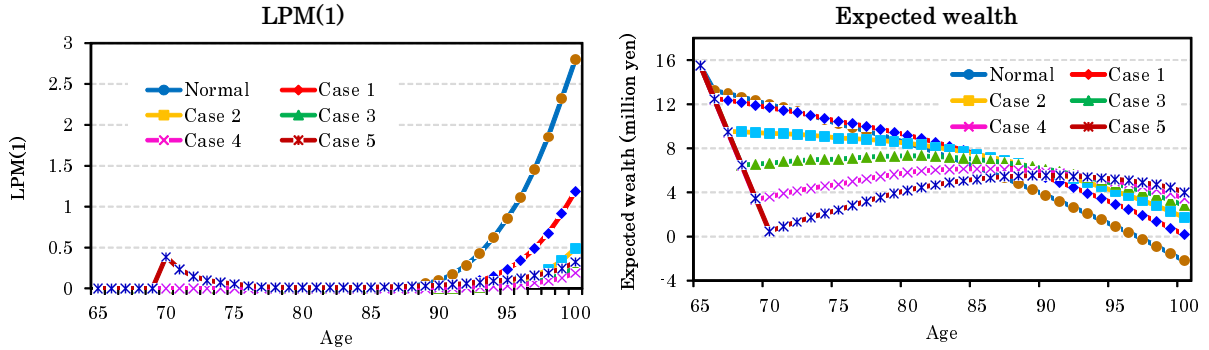 LPM(1)
3
2.5
2
1.5
1
0.5
0
LPM(1)
Normal
Case 1
Case 2
Case 3
Case 4
Case 5
65 70 75 80 85 90 95 100
Age
Expected wealth
16
12
8
4
0
-4
Expected wealth (million yen)
Normal
Case 1
Case 2
Case 3
Case 4
Case 5
65 70 75 80 85 90 95 100
Age